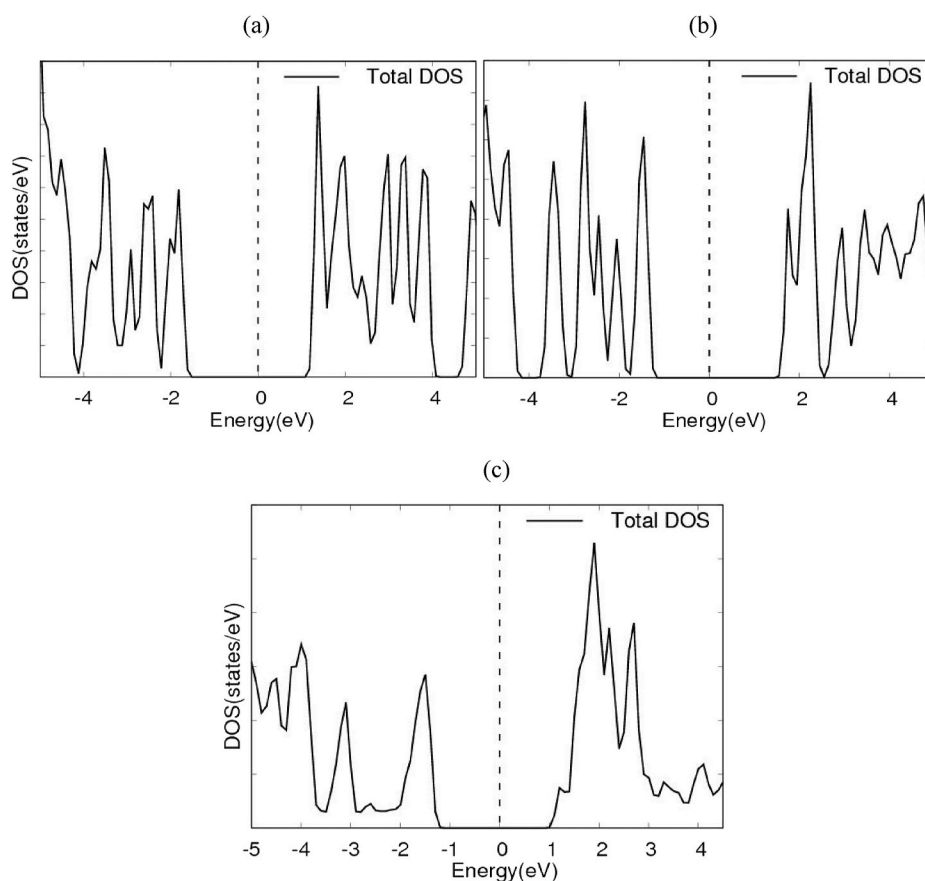 (a)
(b)
Total DOS
Total DOS
DOS(states/eV)
-4 -2 0 2 4
-4 -2 0 2 4
Energy(eV)
Energy(eV)
(c)
Total DOS
DOS(states/eV)
-5 -4 -3 -2 -1 0 1 2 3 4
Energy(eV)